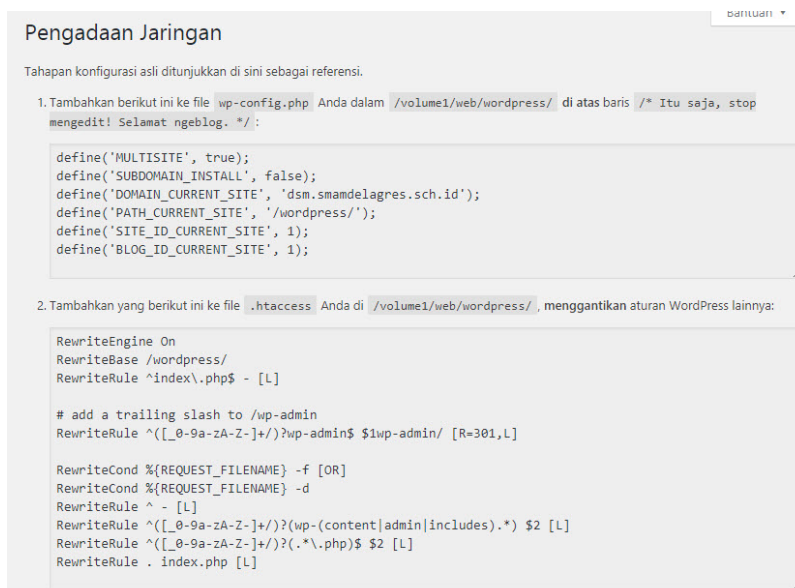 Bantuan
Pengadaan Jaringan
Tahapan konfigurasi asli ditunjukkan di sini sebagai referensi.
1. Tambahkan berikut ini ke file wp-config.php Anda dalam /volume1/web/wordpress/ di atas baris /* Itu saja, stop
mengedit! Selamat ngeblog. */ :
define('MULTISITE', true);
define('SUBDOMAIN_INSTALL', false);
define('DOMAIN_CURRENT_SITE', 'dsm.smamdelagres.sch.id');
define('PATH_CURRENT_SITE', '/wordpress/');
define('SITE_ID_CURRENT_SITE', 1);
define('BLOG_ID_CURRENT_SITE', 1);
2. Tambahkan yang berikut ini ke file .htaccess Anda di /volume1/web/wordpress/ , menggantikan aturan WordPress lainnya:
RewriteEngine On
RewriteBase /wordpress/
RewriteRule ^index\.php$ - [L]
# add a trailing slash to /wp-admin
RewriteRule ^([_0-9a-zA-Z-]+/)?wp-admin$ $1wp-admin/ [R=301,L]
RewriteCond %{REQUEST_FILENAME} -f [OR]
RewriteCond %{REQUEST_FILENAME} -d
RewriteRule ^ - [L]
RewriteRule ^([_0-9a-zA-Z-]+/)?(wp-(content|admin|includes).*) $2 [L]
RewriteRule ^([_0-9a-zA-Z-]+/)?(.*\.php)$ $2 [L]
RewriteRule . index.php [L]